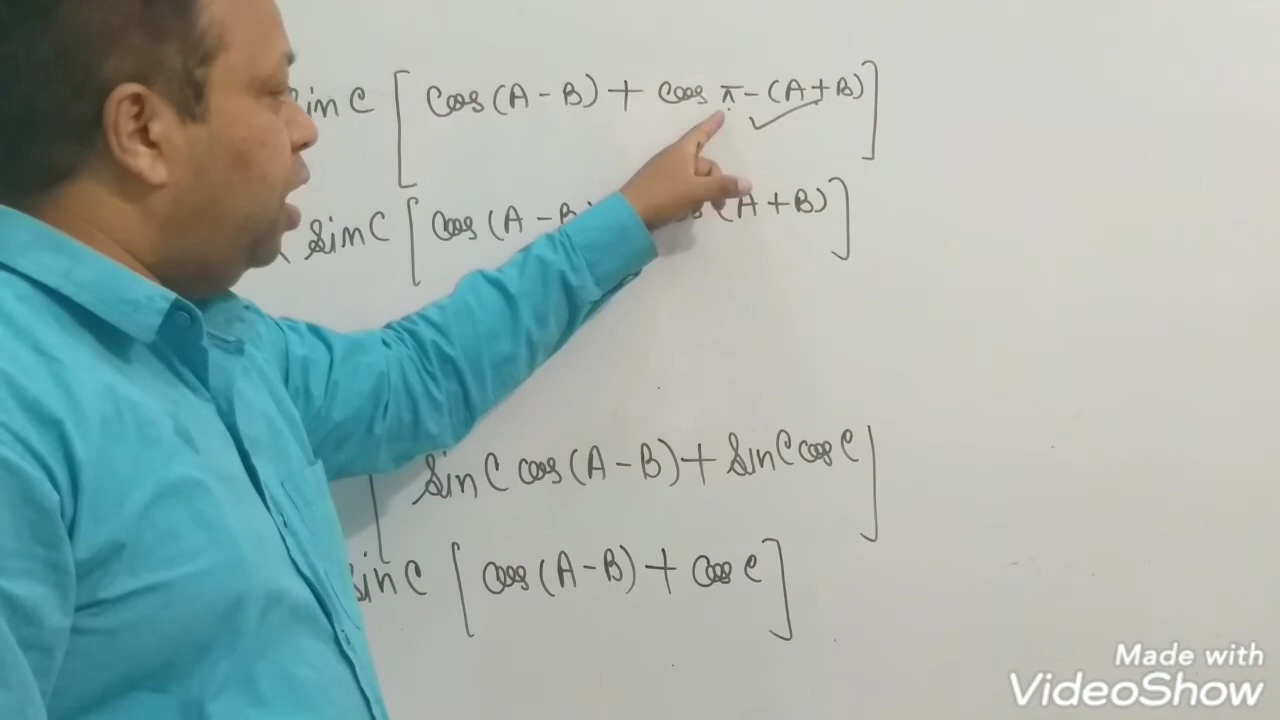 sin C [ Cos (A - B) + Cos π - (A + B) ]
sin C [ Cos (A - B (A + B) ]
sin C cos (A - B) + sin C cos C ]
sin C [ cos (A - B) + cos C ]
Made with
VideoShow